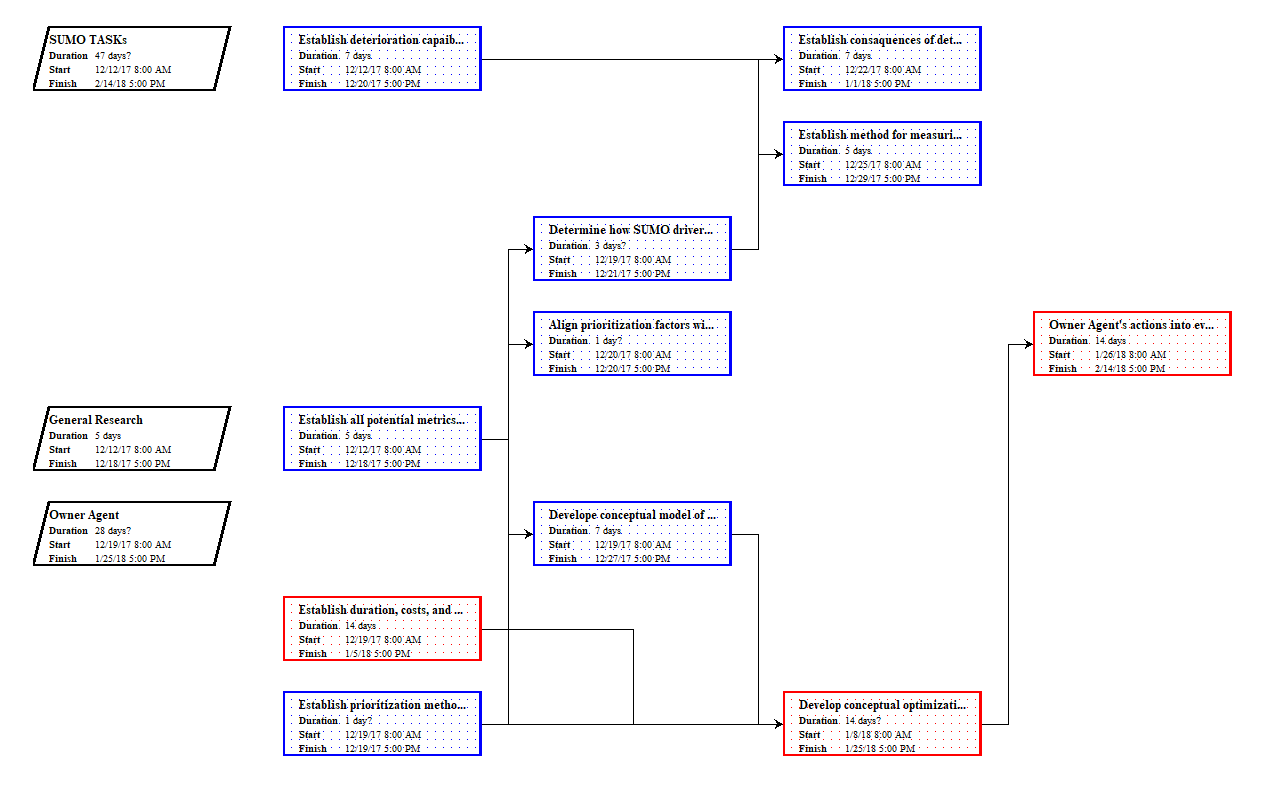 SUMO TASKs
Duration 47 days?
Start 12/12/17 8:00 AM
Finish 2/14/18 5:00 PM
Establish deterioration capaib...
Duration 7 days
Start 12/12/17 8:00 AM
Finish 12/20/17 5:00 PM
Establish consaquences of det...
Duration 7 days
Start 12/22/17 8:00 AM
Finish 1/1/18 5:00 PM
Establish method for measuri...
Duration 5 days
Start 12/25/17 8:00 AM
Finish 12/29/17 5:00 PM
Determine how SUMO driver...
Duration 3 days?
Start 12/19/17 8:00 AM
Finish 12/21/17 5:00 PM
Align prioritization factors wi...
Duration 1 day?
Start 12/20/17 8:00 AM
Finish 12/20/17 5:00 PM
Owner Agent's actions into ev...
Duration 14 days
Start 1/26/18 8:00 AM
Finish 2/14/18 5:00 PM
General Research
Duration 5 days
Start 12/12/17 8:00 AM
Finish 12/18/17 5:00 PM
Establish all potential metrics...
Duration 5 days
Start 12/12/17 8:00 AM
Finish 12/18/17 5:00 PM
Owner Agent
Duration 28 days?
Start 12/19/17 8:00 AM
Finish 1/25/18 5:00 PM
Develope conceptual model of ...
Duration 7 days
Start 12/19/17 8:00 AM
Finish 12/27/17 5:00 PM
Establish duration, costs, and ...
Duration 14 days
Start 12/19/17 8:00 AM
Finish 1/5/18 5:00 PM
Establish prioritization metho...
Duration 1 day?
Start 12/19/17 8:00 AM
Finish 12/19/17 5:00 PM
Develop conceptual optimizati...
Duration 14 days?
Start 1/8/18 8:00 AM
Finish 1/25/18 5:00 PM